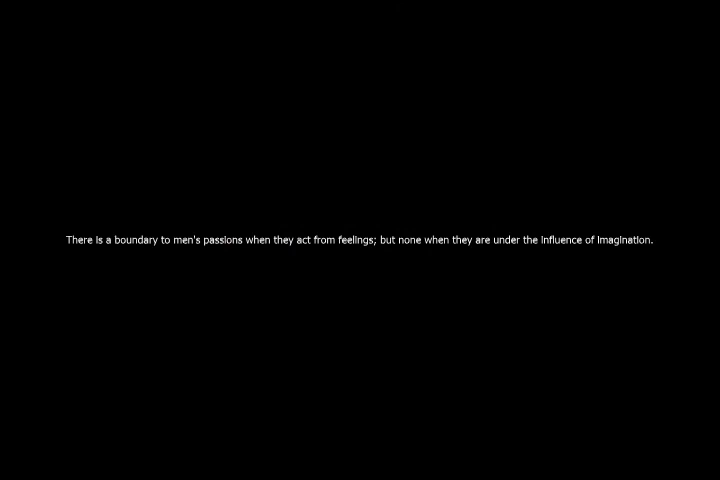 There is a boundary to men's passions when they act from feelings; but none when they are under the influence of imagination.